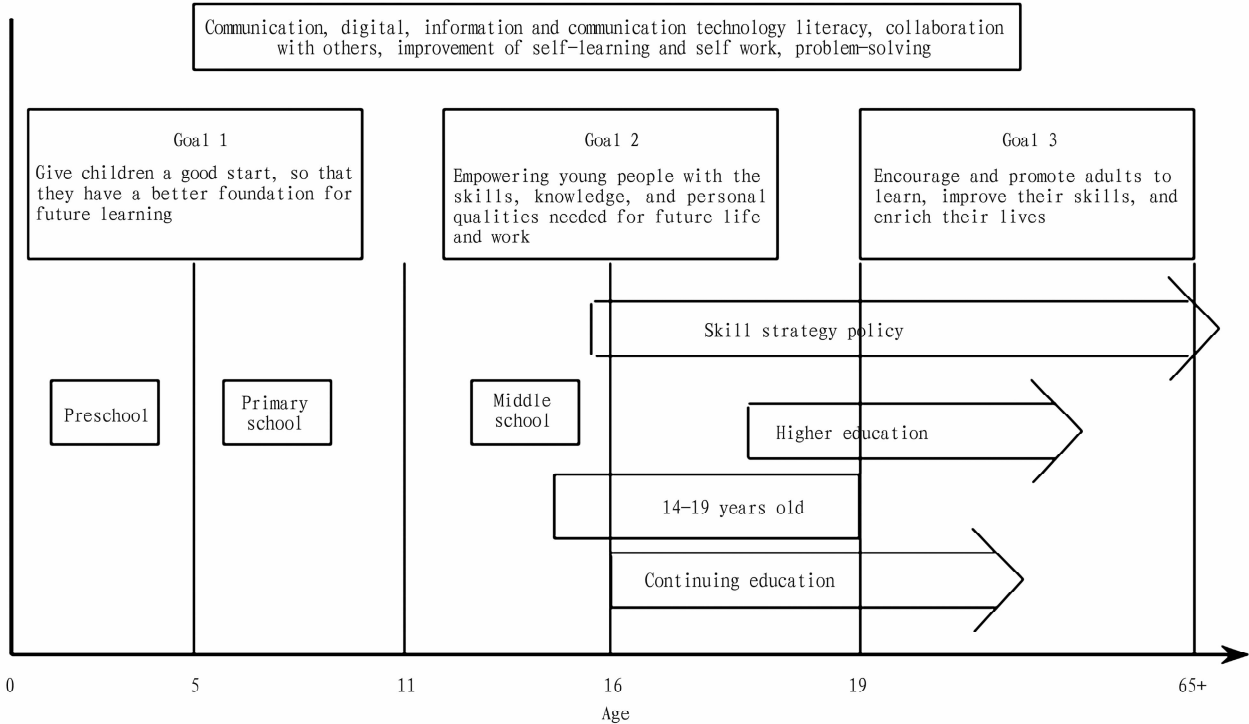 Communication, digital, information and communication technology literacy, collaboration
with others, improvement of self-learning and self work, problem-solving
Goal 1
Give children a good start, so that
they have a better foundation for
future learning
Goal 2
Empowering young people with the
skills, knowledge, and personal
qualities needed for future life
and work
Goal 3
Encourage and promote adults to
learn, improve their skills, and
enrich their lives
Skill strategy policy
Preschool
Primary
school
Middle
school
Higher education
14-19 years old
Continuing education
0
5
11
16
19
65+
Age